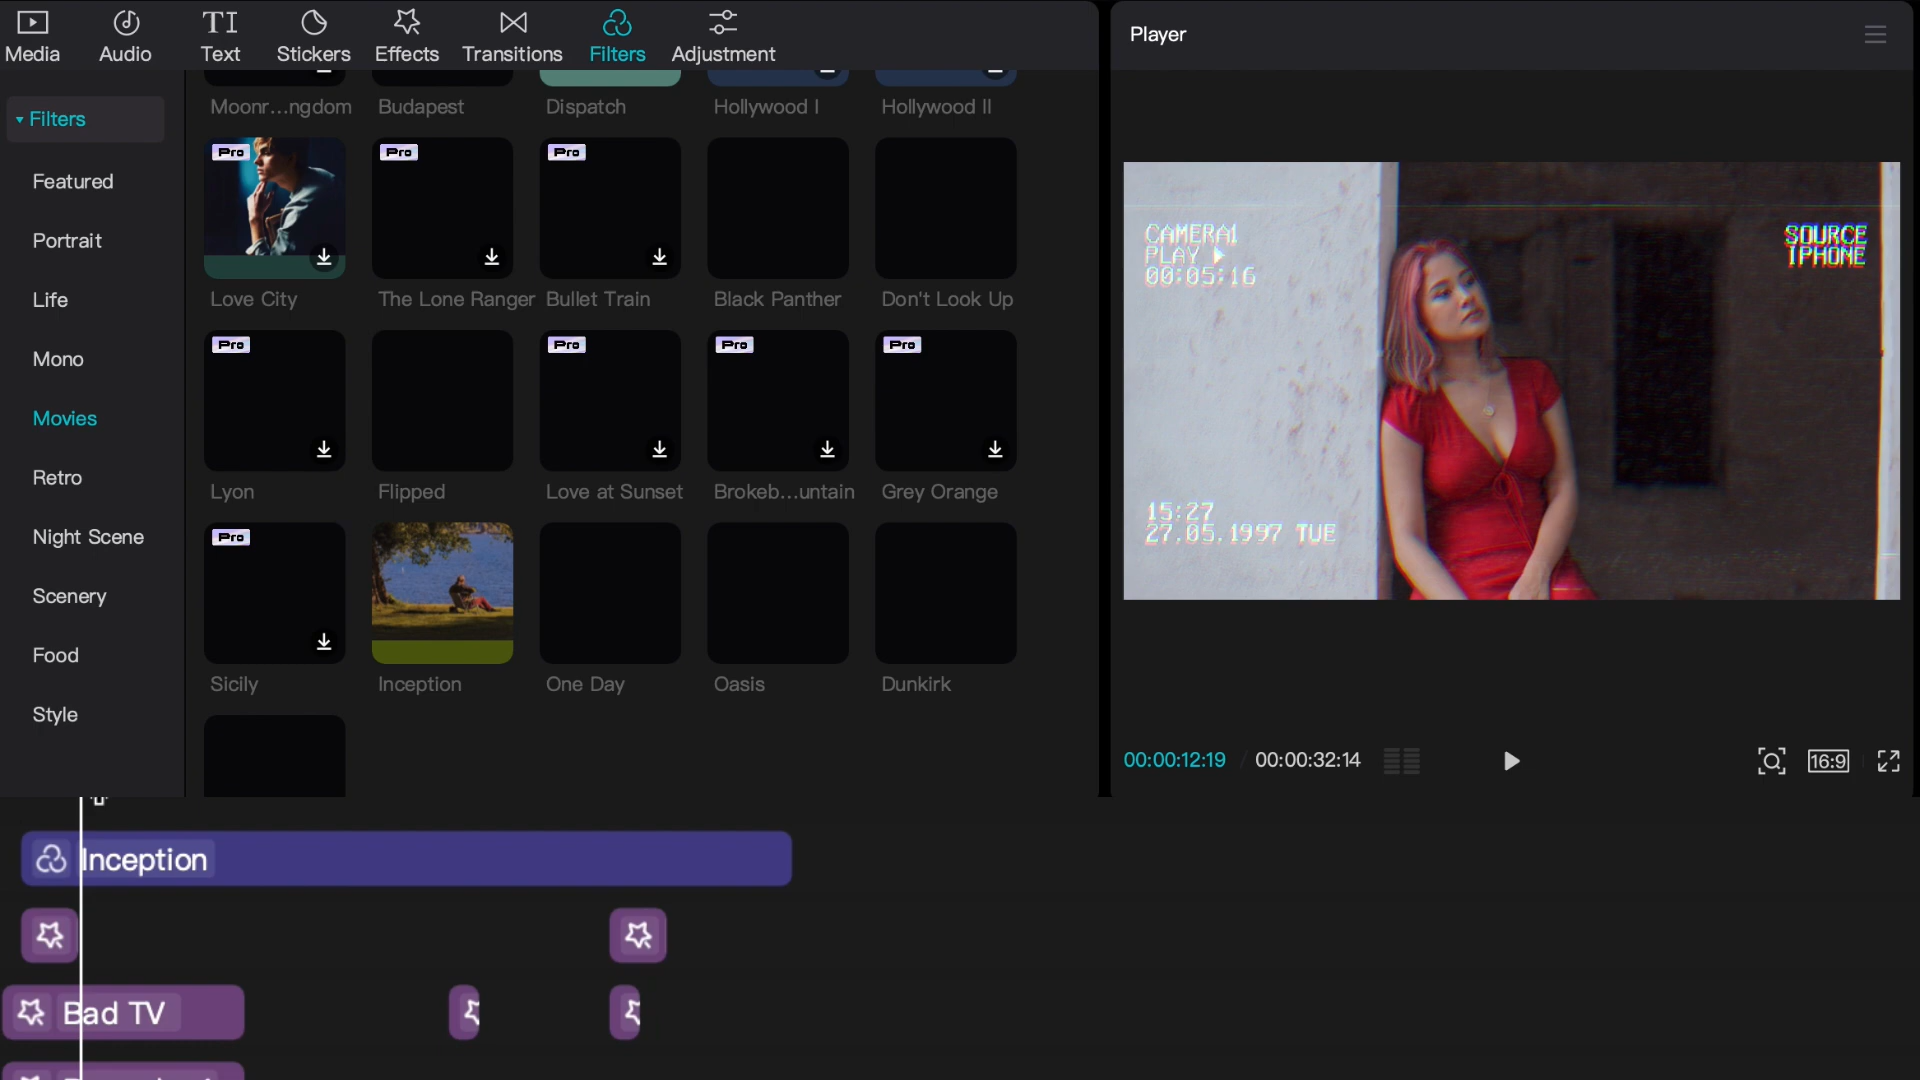 Media
Audio
Text
Stickers
Effects
Transitions
Filters
Adjustment
Player
Filters
Featured
Portrait
Life
Mono
Movies
Retro
Night Scene
Scenery
Food
Style
Moonr...ngdom
Budapest
Dispatch
Hollywood I
Hollywood II
Pro
Pro
Pro
Love City
The Lone Ranger
Bullet Train
Black Panther
Don't Look Up
Pro
Pro
Pro
Pro
Lyon
Flipped
Love at Sunset
Brokeb...untain
Grey Orange
Pro
Sicily
Inception
One Day
Oasis
Dunkirk
CAMERA1
PLAY
00:05:16
SOURCE
IPHONE
15:27
27.05.1997 TUE
00:00:12:19 / 00:00:32:14
16:9
Inception
Bad TV